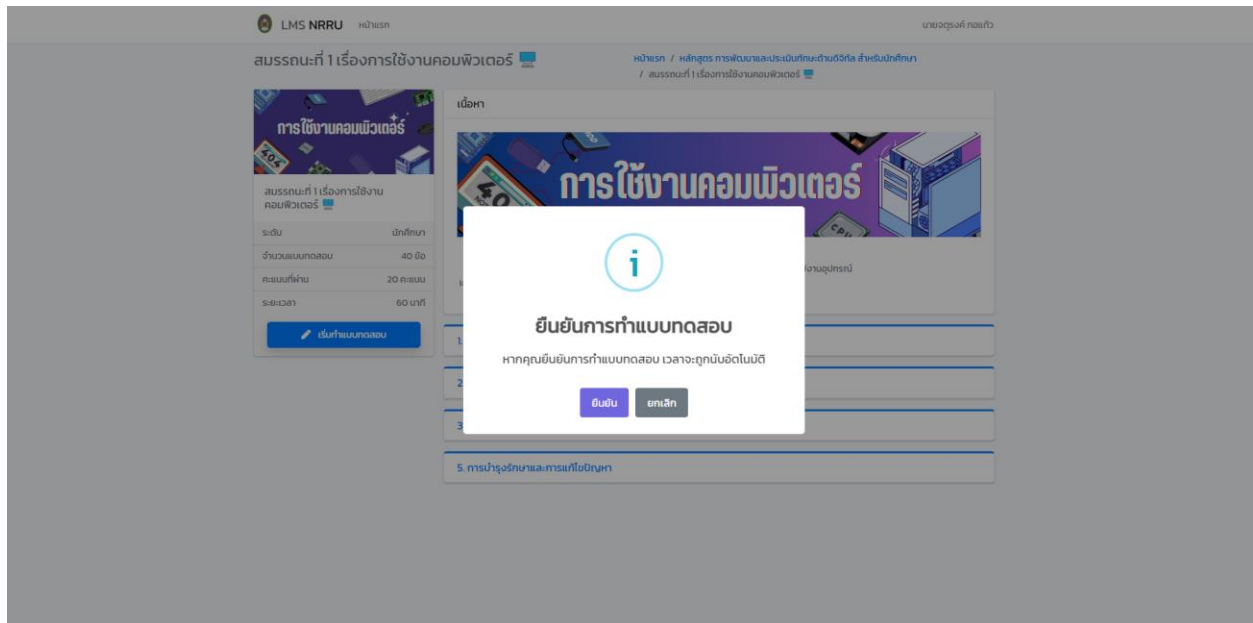 LMS NRRU หน้าแรก
นายจตุรงค์ ทอแก้ว
สมรรถนะที่ 1 เรื่องการใช้งานคอมพิวเตอร์
หน้าแรก / หลักสูตร การพัฒนาและประเมินทักษะด้านดิจิทัล สำหรับนักศึกษา
/ สมรรถนะที่ 1 เรื่องการใช้งานคอมพิวเตอร์
การใช้งานคอมพิวเตอร์
404
สมรรถนะที่ 1 เรื่องการใช้งาน
คอมพิวเตอร์
ระดับ นักศึกษา
จำนวนแบบทดสอบ 40 ข้อ
คะแนนที่ผ่าน 20 คะแนน
ระยะเวลา 60 นาที
เริ่มทำแบบทดสอบ
เนื้อหา
การใช้งานคอมพิวเตอร์
CPU
i
ยืนยันการทำแบบทดสอบ
หากคุณยืนยันการทำแบบทดสอบ เวลาจะถูกนับอัตโนมัติ
ยืนยัน ยกเลิก
1.
2
3
5. การบำรุงรักษาและการแก้ไขปัญหา